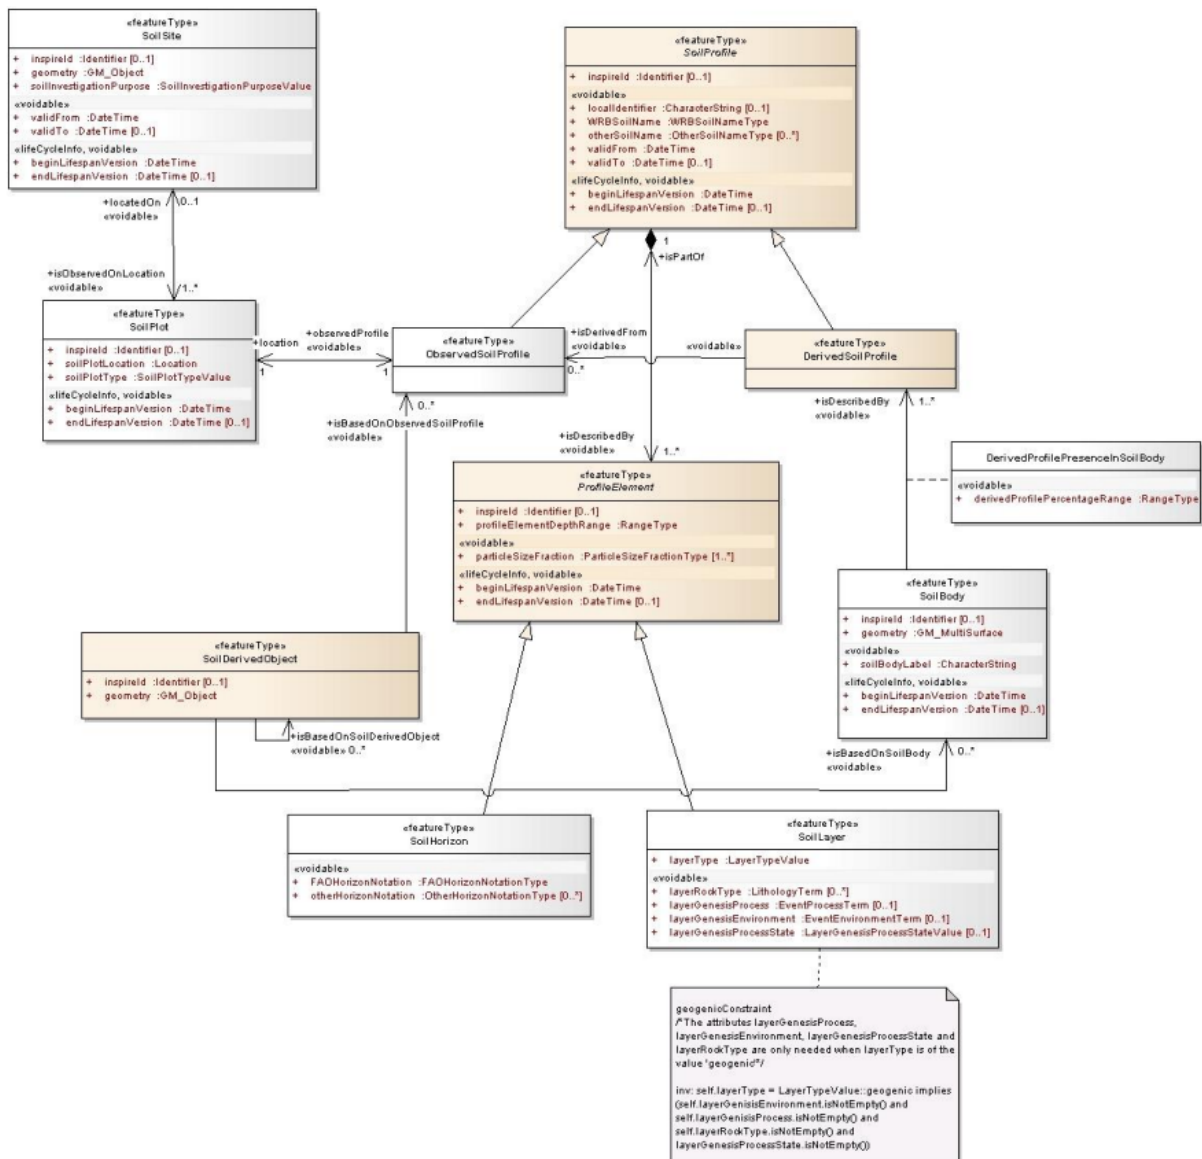 «featureType»
SoilSite
+ inspireId :Identifier [0..1]
+ geometry :GM_Object
+ soilInvestigationPurpose :SoilInvestigationPurposeValue
«voidable»
+ validFrom :DateTime
+ validTo :DateTime [0..1]
«lifeCycleInfo, voidable»
+ beginLifespanVersion :DateTime
+ endLifespanVersion :DateTime [0..1]
«featureType»
SoilProfile
+ inspireId :Identifier [0..1]
«voidable»
+ localIdentifier :CharacterString [0..1]
+ WRBSoilName :WRBSoilNameType
+ otherSoilName :OtherSoilNameType [0..*]
+ validFrom :DateTime
+ validTo :DateTime [0..1]
«lifeCycleInfo, voidable»
+ beginLifespanVersion :DateTime
+ endLifespanVersion :DateTime [0..1]
+locatedOn
«voidable»
0..1
+isObservedOnLocation
«voidable»
1..*
1
+isPartOf
«featureType»
SoilPlot
+ inspireId :Identifier [0..1]
+ soilPlotLocation :Location
+ soilPlotType :SoilPlotTypeValue
«lifeCycleInfo, voidable»
+ beginLifespanVersion :DateTime
+ endLifespanVersion :DateTime [0..1]
+location
1
+observedProfile
«voidable»
1
«featureType»
ObservedSoilProfile
+isDerivedFrom
«voidable»
0..*
«voidable»
«featureType»
DerivedSoilProfile
0..*
+isBasedOnObservedSoilProfile
«voidable»
+isDescribedBy
«voidable»
1..*
+isDescribedBy
«voidable»
1..*
DerivedProfilePresenceInSoilBody
«voidable»
+ derivedProfilePercentageRange :RangeType
«featureType»
ProfileElement
+ inspireId :Identifier [0..1]
+ profileElementDepthRange :RangeType
«voidable»
+ particleSizeFraction :ParticleSizeFractionType [1..*]
«lifeCycleInfo, voidable»
+ beginLifespanVersion :DateTime
+ endLifespanVersion :DateTime [0..1]
«featureType»
SoilBody
+ inspireId :Identifier [0..1]
+ geometry :GM_MultiSurface
«voidable»
+ soilBodyLabel :CharacterString
«lifeCycleInfo, voidable»
+ beginLifespanVersion :DateTime
+ endLifespanVersion :DateTime [0..1]
«featureType»
SoilDerivedObject
+ inspireId :Identifier [0..1]
+ geometry :GM_Object
+isBasedOnSoilDerivedObject
«voidable» 0..*
+isBasedOnSoilBody
«voidable»
0..*
«featureType»
SoilHorizon
«voidable»
+ FAOHorizonNotation :FAOHorizonNotationType
+ otherHorizonNotation :OtherHorizonNotationType [0..*]
«featureType»
SoilLayer
+ layerType :LayerTypeValue
«voidable»
+ layerRockType :LithologyTerm [0..*]
+ layerGenesisProcess :EventProcessTerm [0..1]
+ layerGenesisEnvironment :EventEnvironmentTerm [0..1]
+ layerGenesisProcessState :LayerGenesisProcessStateValue [0..1]
geogenicConstraint
/*The attributes layerGenesisProcess,
layerGenesisEnvironment, layerGenesisProcessState and
layerRockType are only needed when layerType is of the
value 'geogenic'*/
inv: self.layerType = LayerTypeValue::geogenic implies
(self.layerGenisisEnvironment.isNotEmpty() and
self.layerGenisisProcess.isNotEmpty() and
self.layerRockType.isNotEmpty() and
layerGenesisProcessState.isNotEmpty())